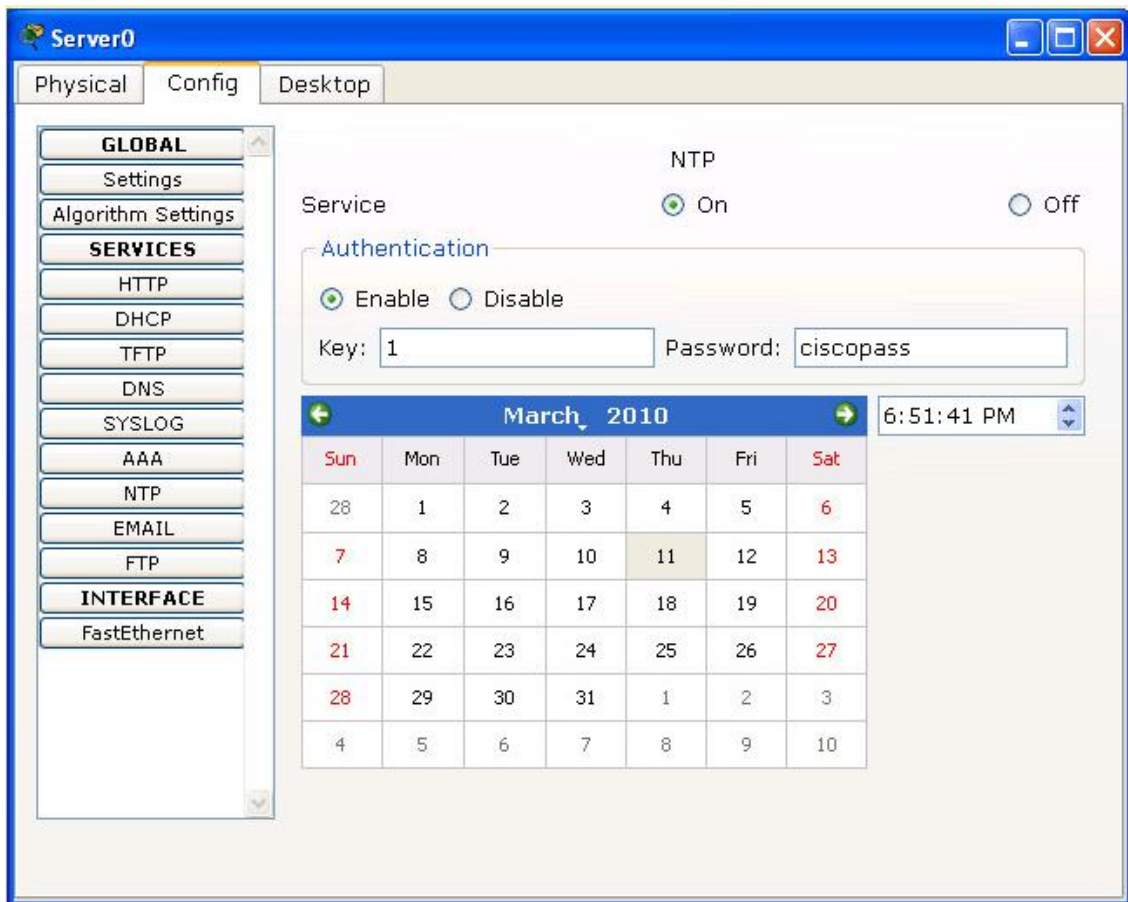 Server0
Physical Config Desktop
GLOBAL
Settings
Algorithm Settings
SERVICES
HTTP
DHCP
TFTP
DNS
SYSLOG
AAA
NTP
EMAIL
FTP
INTERFACE
FastEthernet
NTP
Service On Off
Authentication
Enable Disable
Key: 1 Password: ciscopass
March, 2010 6:51:41 PM
Sun Mon Tue Wed Thu Fri Sat
28 1 2 3 4 5 6
7 8 9 10 11 12 13
14 15 16 17 18 19 20
21 22 23 24 25 26 27
28 29 30 31 1 2 3
4 5 6 7 8 9 10